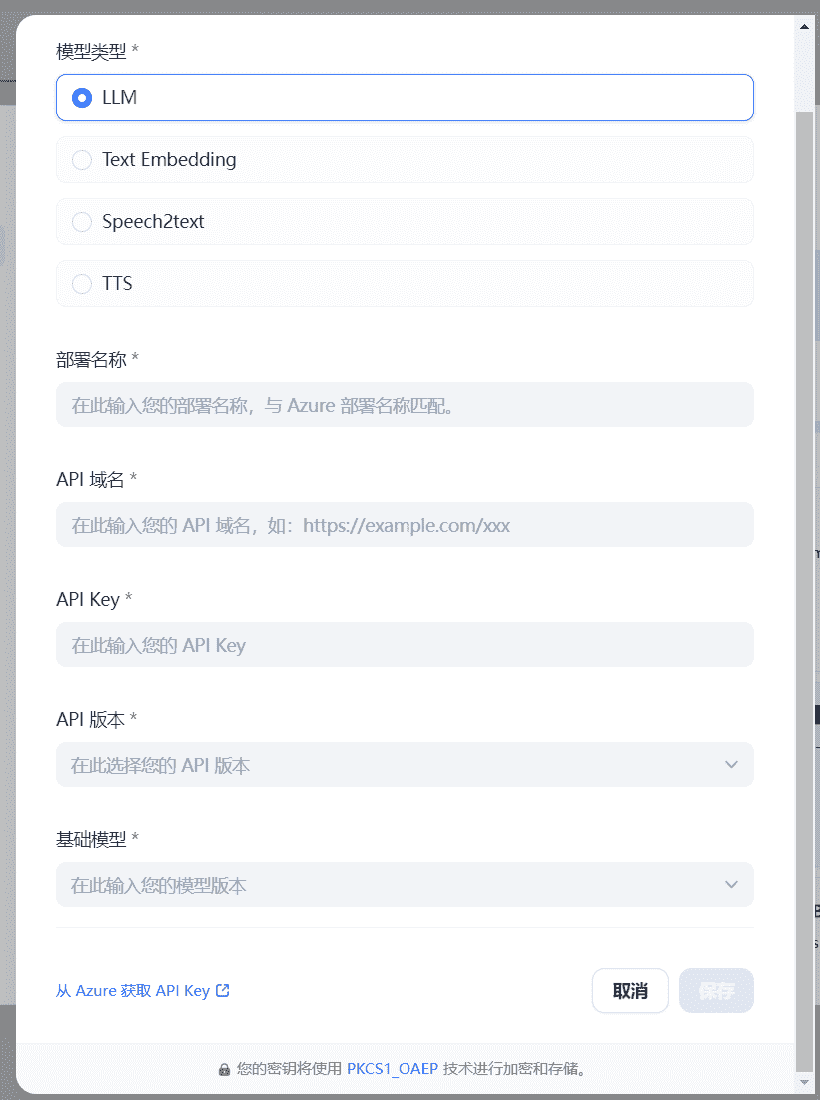 模型类型 *
LLM
Text Embedding
Speech2text
TTS
部署名称 *
在此输入您的部署名称，与 Azure 部署名称匹配。
API 域名 *
在此输入您的 API 域名，如：https://example.com/xxx
API Key *
在此输入您的 API Key
API 版本 *
在此选择您的 API 版本
基础模型 *
在此输入您的模型版本
从 Azure 获取 API Key
取消
保存
您的密钥将使用 PKCS1_OAEP 技术进行加密和存储。